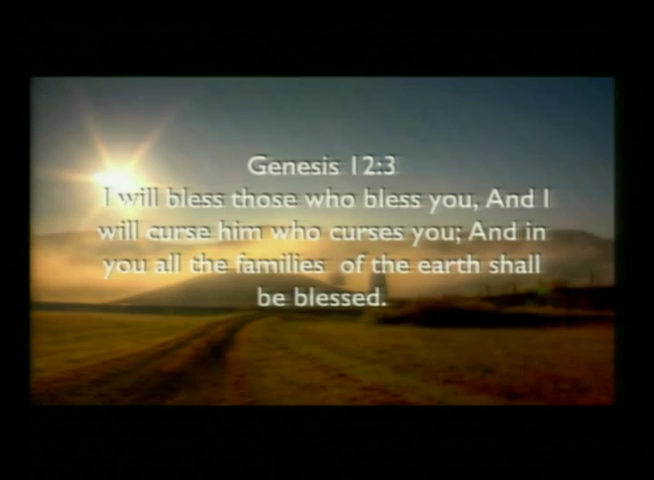 Genesis 12:3
I will bless those who bless you, And I
will curse him who curses you; And in
you all the families of the earth shall
be blessed.